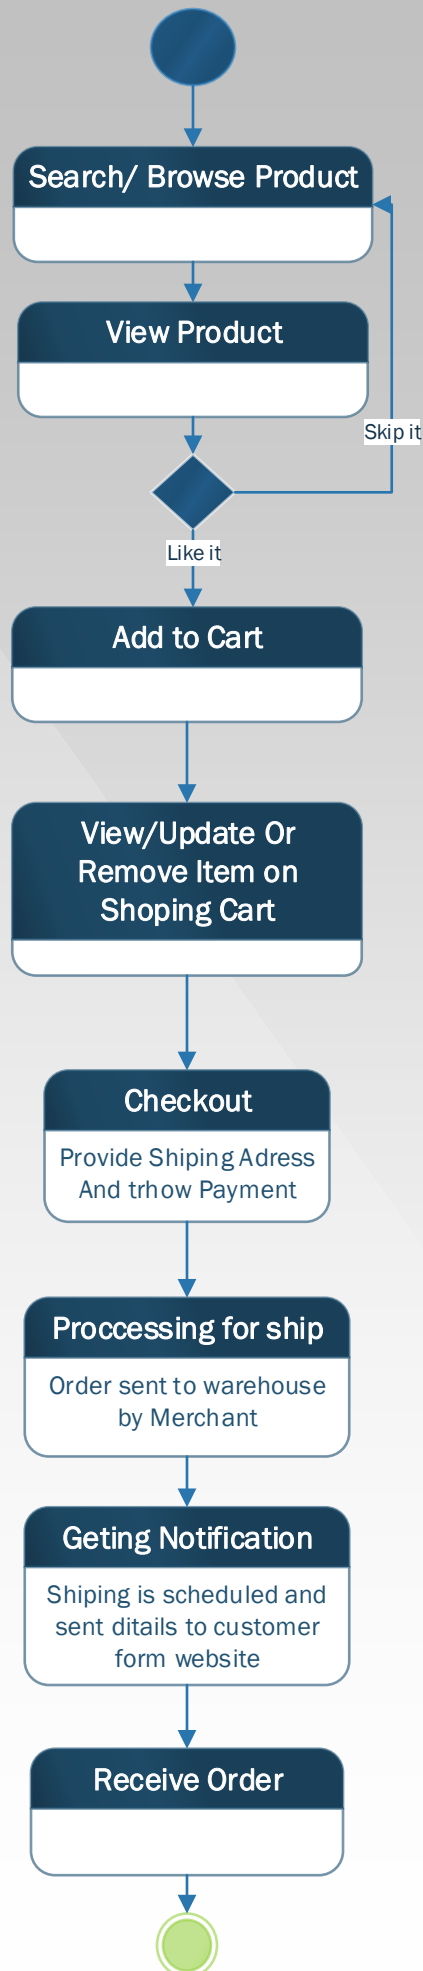 Search/ Browse Product
View Product
Skip it
Like it
Add to Cart
View/Update Or
Remove Item on
Shoping Cart
Checkout
Provide Shiping Adress
And trhow Payment
Proccessing for ship
Order sent to warehouse
by Merchant
Geting Notification
Shiping is scheduled and
sent ditails to customer
form website
Receive Order